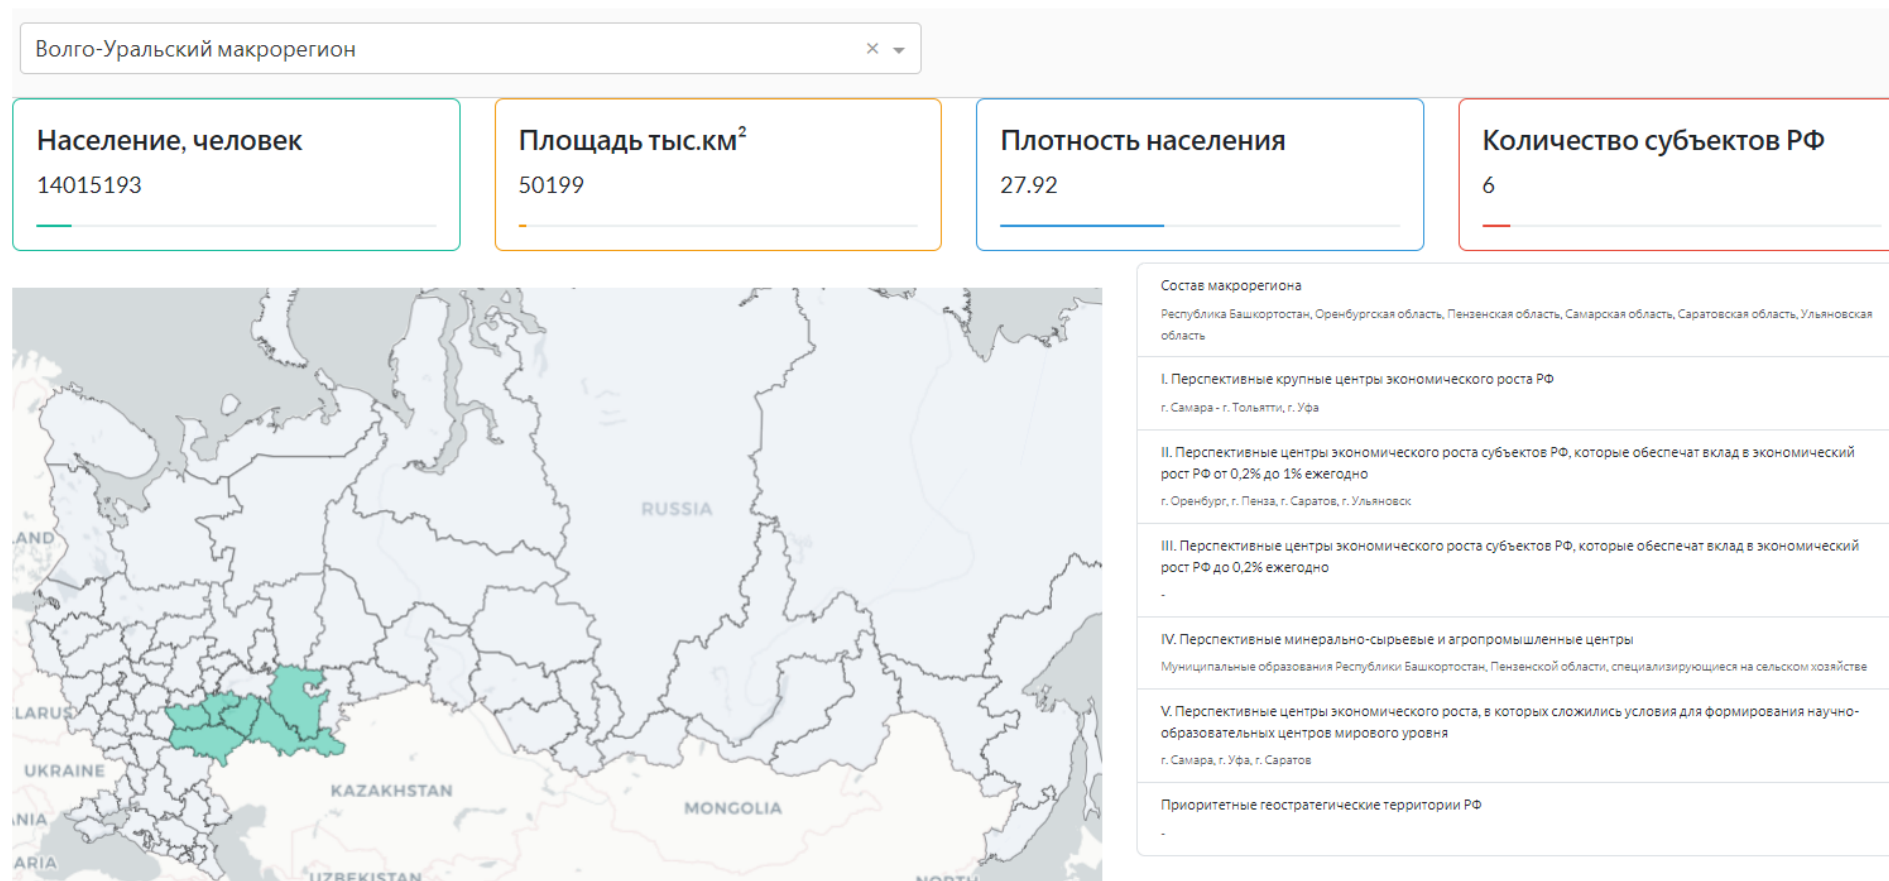 Волго-Уральский макрорегион
Население, человек
14015193
Площадь тыс.км²
50199
Плотность населения
27.92
Количество субъектов РФ
6
RUSSIA
UKRAINE
KAZAKHSTAN
MONGOLIA
UZBEKISTAN
NORTH
LAND
LARUS
NIA
ARIA
Состав макрорегиона
Республика Башкортостан, Оренбургская область, Пензенская область, Самарская область, Саратовская область, Ульяновская
область
I. Перспективные крупные центры экономического роста РФ
г. Самара - г. Тольятти, г. Уфа
II. Перспективные центры экономического роста субъектов РФ, которые обеспечат вклад в экономический
рост РФ от 0,2% до 1% ежегодно
г. Оренбург, г. Пенза, г. Саратов, г. Ульяновск
III. Перспективные центры экономического роста субъектов РФ, которые обеспечат вклад в экономический
рост РФ до 0,2% ежегодно
-
IV. Перспективные минерально-сырьевые и агропромышленные центры
Муниципальные образования Республики Башкортостан, Пензенской области, специализирующиеся на сельском хозяйстве
V. Перспективные центры экономического роста, в которых сложились условия для формирования научно-
образовательных центров мирового уровня
г. Самара, г. Уфа, г. Саратов
Приоритетные геостратегические территории РФ
-